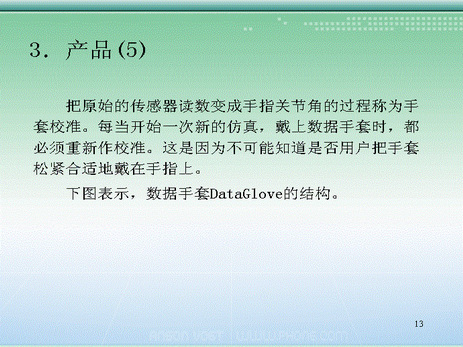 3. 产品(5)
把原始的传感器读数变成手指关节角的过程称为手
套校准。每当开始一次新的仿真，戴上数据手套时，都
必须重新作校准。这是因为不可能知道是否用户把手套
松紧合适地戴在手指上。
下图表示，数据手套DataGlove的结构。
13